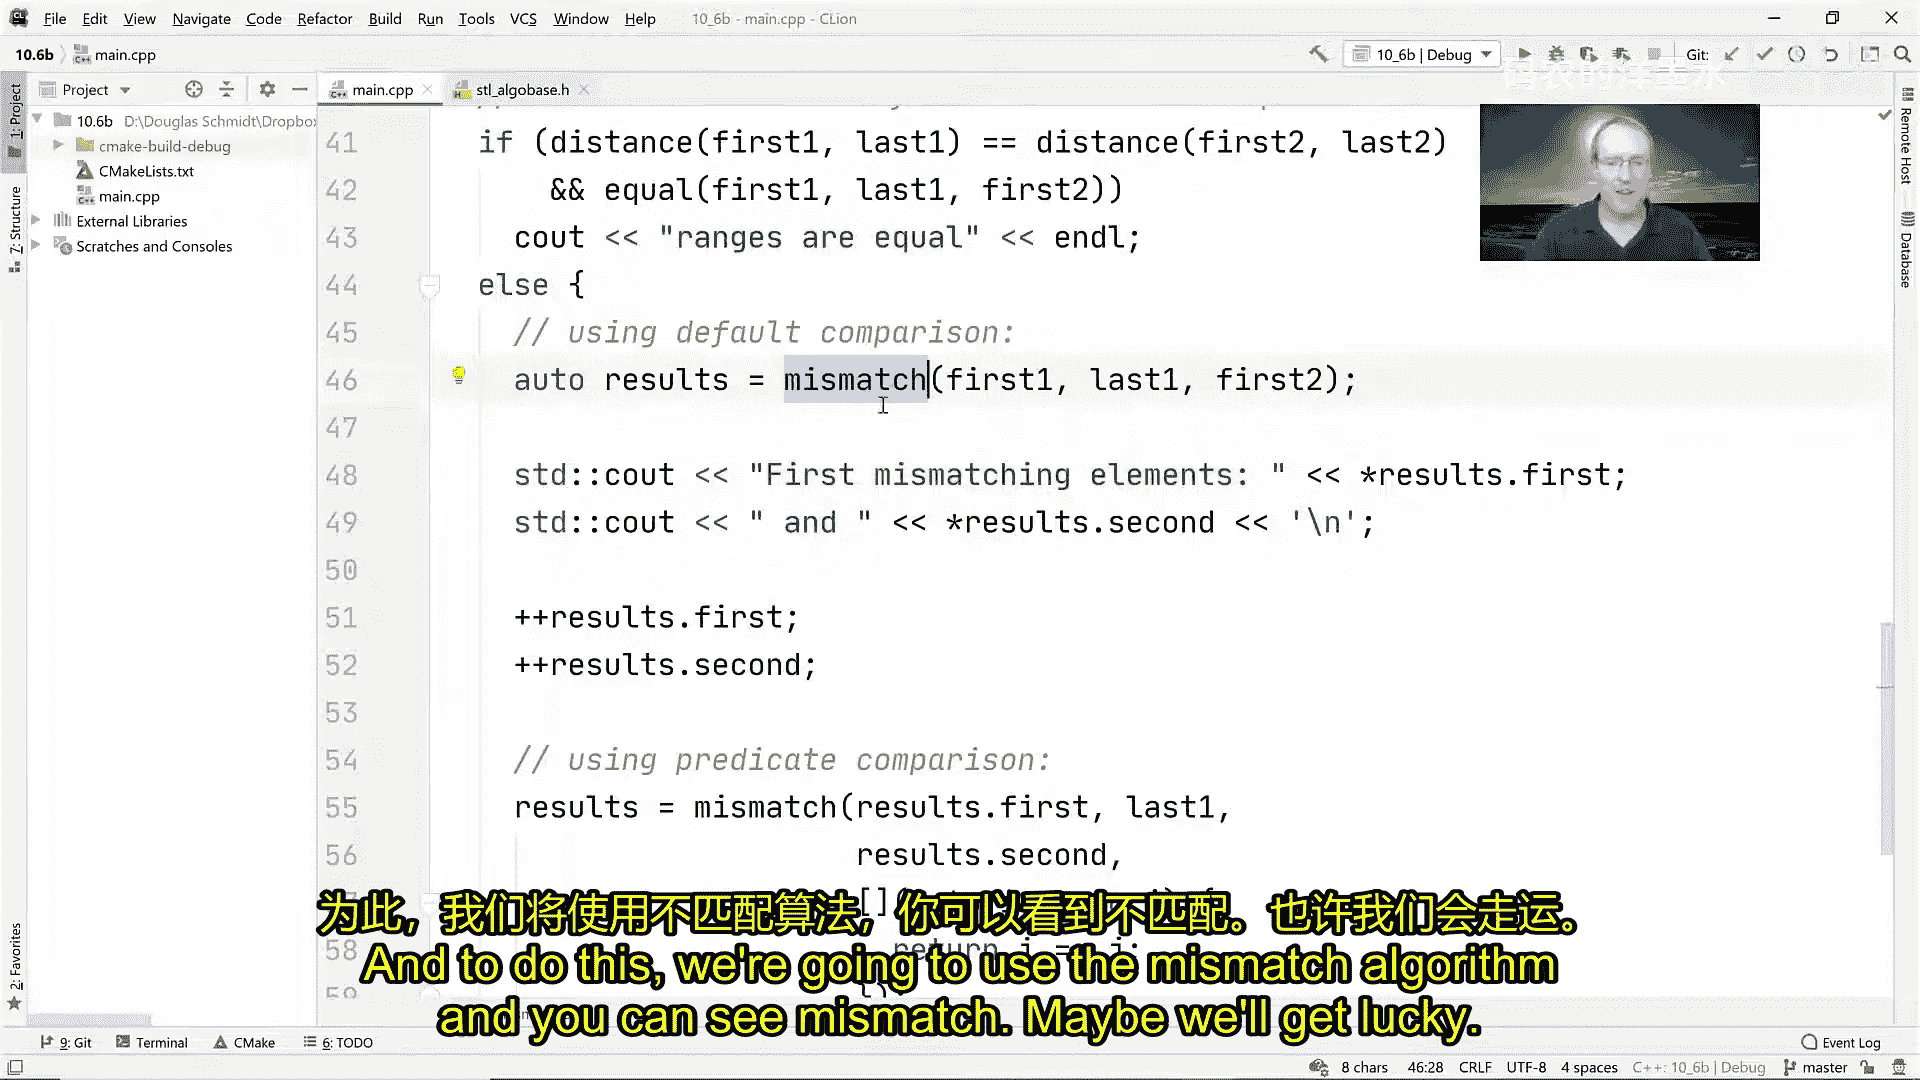 File Edit View Navigate Code Refactor Build Run Tools VCS Window Help 10_6b - main.cpp - CLion
10.6b main.cpp 10_6b | Debug Git:
Project main.cpp stl_algobase.h
1: Project
7: Structure
2: Favorites
10.6b D:\Douglas Schmidt\Dropbox
cmake-build-debug
CMakeLists.txt
main.cpp
External Libraries
Scratches and Consoles
41 if (distance(first1, last1) == distance(first2, last2)
42 && equal(first1, last1, first2))
43 cout << "ranges are equal" << endl;
44 else {
45 // using default comparison:
46 auto results = mismatch(first1, last1, first2);
47
48 std::cout << "First mismatching elements: " << *results.first;
49 std::cout << " and " << *results.second << '\n';
50
51 ++results.first;
52 ++results.second;
53
54 // using predicate comparison:
55 results = mismatch(results.first, last1,
56 results.second,
58
59
Remote Host
Database
为此，我们将使用不匹配算法，你可以看到不匹配。也许我们会走运。
And to do this, we're going to use the mismatch algorithm
and you can see mismatch. Maybe we'll get lucky.
9: Git Terminal CMake 6: TODO Event Log
8 chars 46:28 CRLF UTF-8 4 spaces C++: 10_6b | Debug master